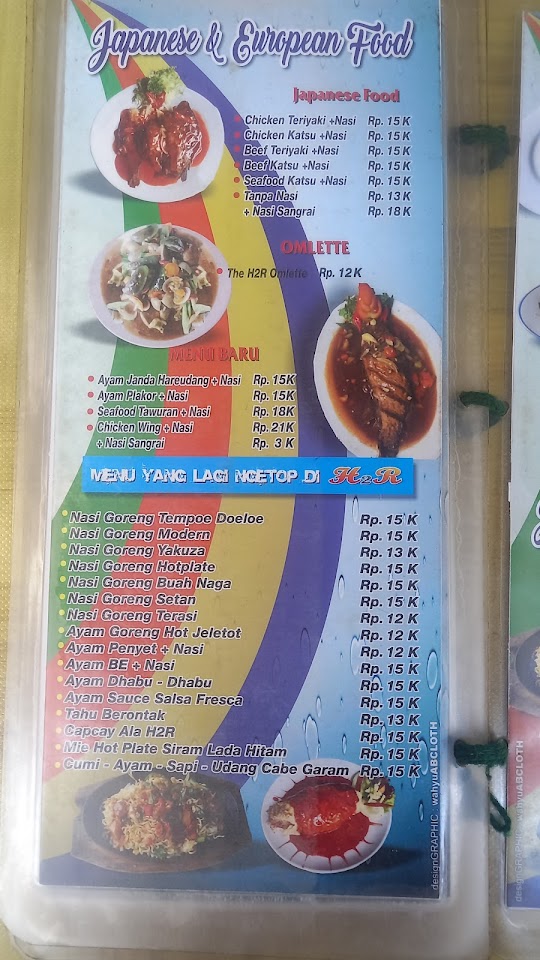 Japanese & European Food
Japanese Food
Chicken Teriyaki +Nasi Rp. 15 K
Chicken Katsu +Nasi Rp. 15 K
Beef Teriyaki +Nasi Rp. 15 K
Beef Katsu +Nasi Rp. 15 K
Seafood Katsu +Nasi Rp. 15 K
Tanpa Nasi Rp. 13 K
+ Nasi Sangrai Rp. 18 K
OMLETTE
The H2R Omlette Rp. 12 K
MENU BARU
Ayam Janda Hareudang + Nasi Rp. 15K
Ayam Plakor + Nasi Rp. 15K
Seafood Tawuran + Nasi Rp. 18K
Chicken Wing + Nasi Rp. 21K
+ Nasi Sangrai Rp. 3 K
MENU YANG LAGI NGETOP DI H2R
Nasi Goreng Tempoe Doeloe Rp. 15 K
Nasi Goreng Modern Rp. 15 K
Nasi Goreng Yakuza Rp. 13 K
Nasi Goreng Hotplate Rp. 15 K
Nasi Goreng Buah Naga Rp. 15 K
Nasi Goreng Setan Rp. 15 K
Nasi Goreng Terasi Rp. 12 K
Ayam Goreng Hot Jeletot Rp. 12 K
Ayam Penyet + Nasi Rp. 12 K
Ayam BE + Nasi Rp. 15 K
Ayam Dhabu - Dhabu Rp. 15 K
Ayam Sauce Salsa Fresca Rp. 15 K
Tahu Berontak Rp. 13 K
Capcay Ala H2R Rp. 15 K
Mie Hot Plate Siram Lada Hitam Rp. 15 K
Cumi - Ayam - Sapi - Udang Cabe Garam Rp. 15 K
designGRAPHIC : wahyuABCLOTH